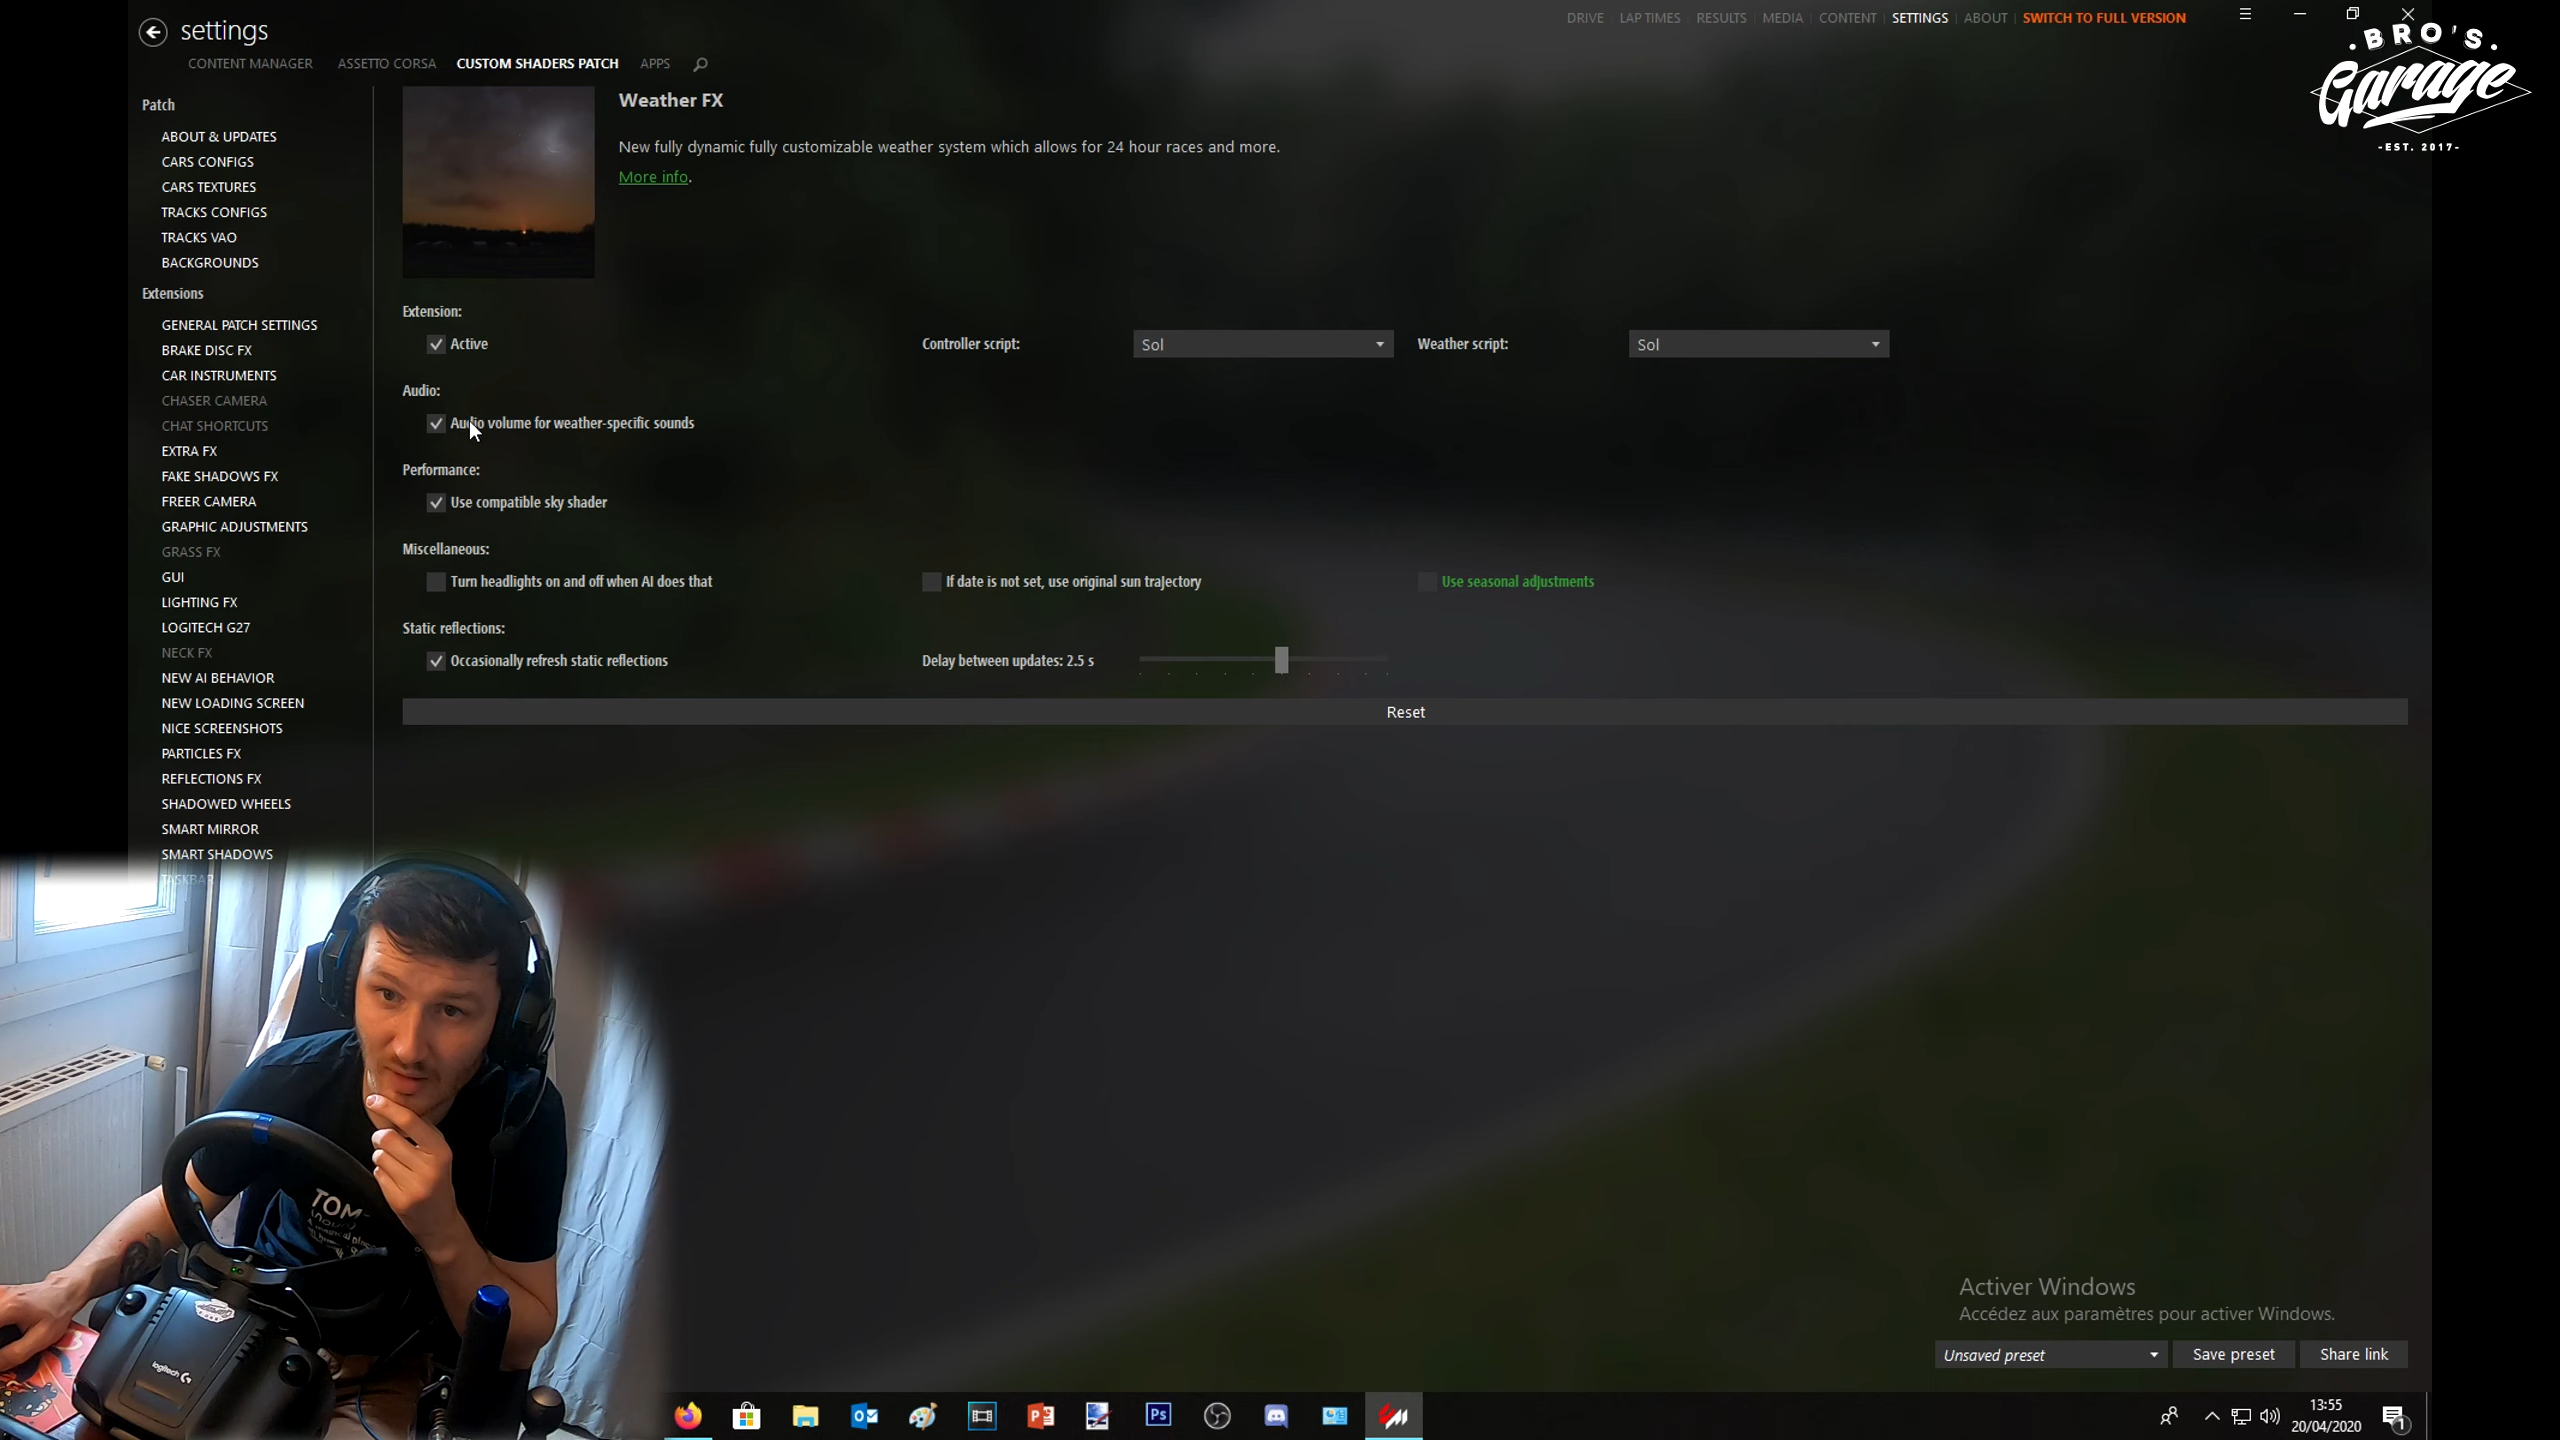 settings
DRIVE LAP TIMES RESULTS MEDIA CONTENT SETTINGS ABOUT SWITCH TO FULL VERSION
CONTENT MANAGER ASSETTO CORSA CUSTOM SHADERS PATCH APPS
BRO'S
Garage
-EST. 2017-
Patch
ABOUT & UPDATES
CARS CONFIGS
CARS TEXTURES
TRACKS CONFIGS
TRACKS VAO
BACKGROUNDS
Extensions
GENERAL PATCH SETTINGS
BRAKE DISC FX
CAR INSTRUMENTS
CHASER CAMERA
CHAT SHORTCUTS
EXTRA FX
FAKE SHADOWS FX
FREER CAMERA
GRAPHIC ADJUSTMENTS
GRASS FX
GUI
LIGHTING FX
LOGITECH G27
NECK FX
NEW AI BEHAVIOR
NEW LOADING SCREEN
NICE SCREENSHOTS
PARTICLES FX
REFLECTIONS FX
SHADOWED WHEELS
SMART MIRROR
SMART SHADOWS
TASKBAR
Weather FX
New fully dynamic fully customizable weather system which allows for 24 hour races and more.
More info.
Extension:
Active Controller script: Sol Weather script: Sol
Audio:
Audio volume for weather-specific sounds
Performance:
Use compatible sky shader
Miscellaneous:
Turn headlights on and off when AI does that If date is not set, use original sun trajectory Use seasonal adjustments
Static reflections:
Occasionally refresh static reflections Delay between updates: 2.5 s
Reset
TOM
logitech G
Activer Windows
Accédez aux paramètres pour activer Windows.
Unsaved preset Save preset Share link
Ps
13:55
20/04/2020
1